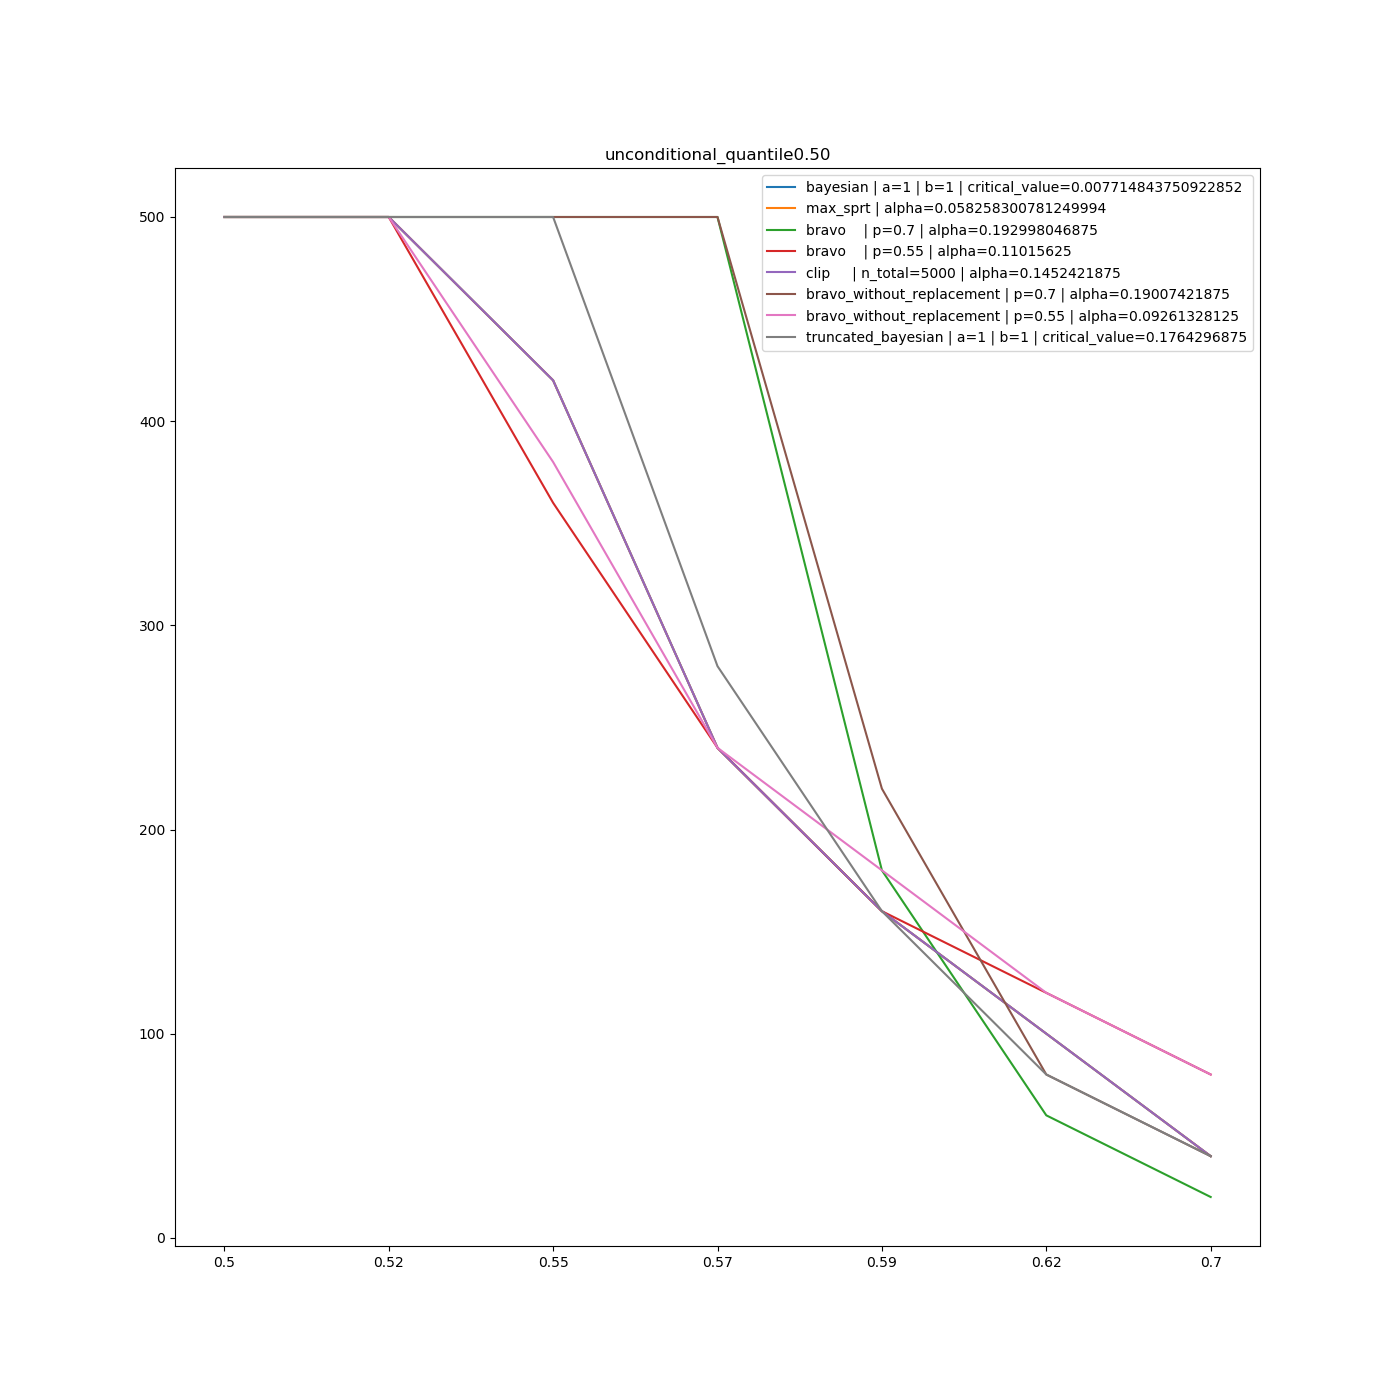 unconditional_quantile0.50
bayesian | a=1 | b=1 | critical_value=0.007714843750922852
max_sprt | alpha=0.058258300781249994
bravo    | p=0.7 | alpha=0.192998046875
bravo    | p=0.55 | alpha=0.11015625
clip     | n_total=5000 | alpha=0.1452421875
bravo_without_replacement | p=0.7 | alpha=0.19007421875
bravo_without_replacement | p=0.55 | alpha=0.09261328125
truncated_bayesian | a=1 | b=1 | critical_value=0.1764296875
500
400
300
200
100
0
0.5 0.52 0.55 0.57 0.59 0.62 0.7